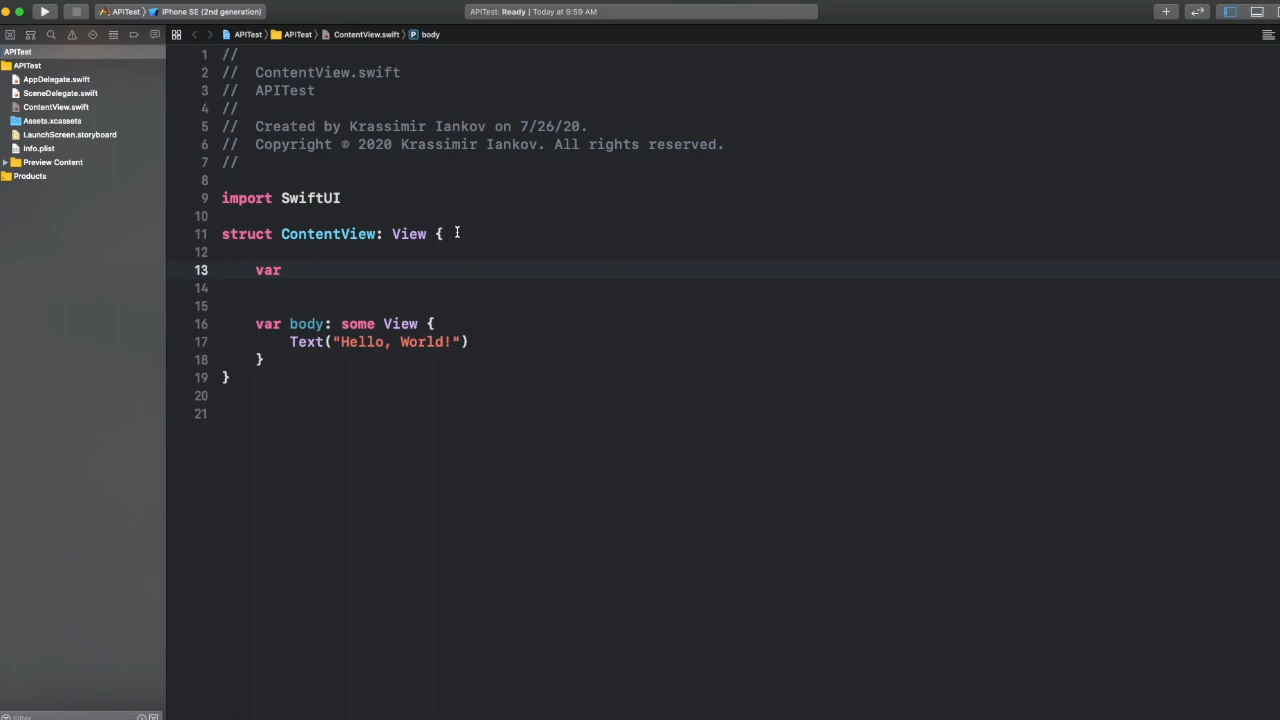 APITest 〉 iPhone SE (2nd generation)
APITest: Ready | Today at 9:59 AM
APITest 〉 APITest 〉 ContentView.swift 〉 P body
APITest
APITest
AppDelegate.swift
SceneDelegate.swift
ContentView.swift
Assets.xcassets
LaunchScreen.storyboard
Info.plist
Preview Content
Products
Filter
1 //
2 //  ContentView.swift
3 //  APITest
4 //
5 //  Created by Krassimir Iankov on 7/26/20.
6 //  Copyright © 2020 Krassimir Iankov. All rights reserved.
7 //
8
9 import SwiftUI
10
11 struct ContentView: View {
12
13     var
14
15
16     var body: some View {
17         Text("Hello, World!")
18     }
19 }
20
21